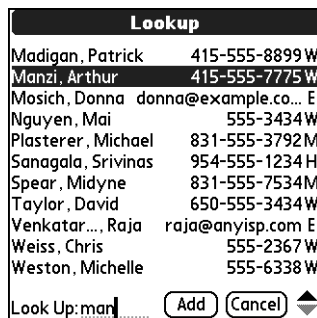 Lookup
Madigan, Patrick 415-555-8899 W
Manzi, Arthur 415-555-7775 W
Mosich, Donna donna@example.co... E
Nguyen, Mai 555-3434 W
Plasterer, Michael 831-555-3792 M
Sanagala, Srinivas 954-555-1234 H
Spear, Midyne 831-555-7534 M
Taylor, David 650-555-3434 W
Venkatar..., Raja raja@anyisp.com E
Weiss, Chris 555-2367 W
Weston, Michelle 555-6338 W
Look Up: man Add Cancel